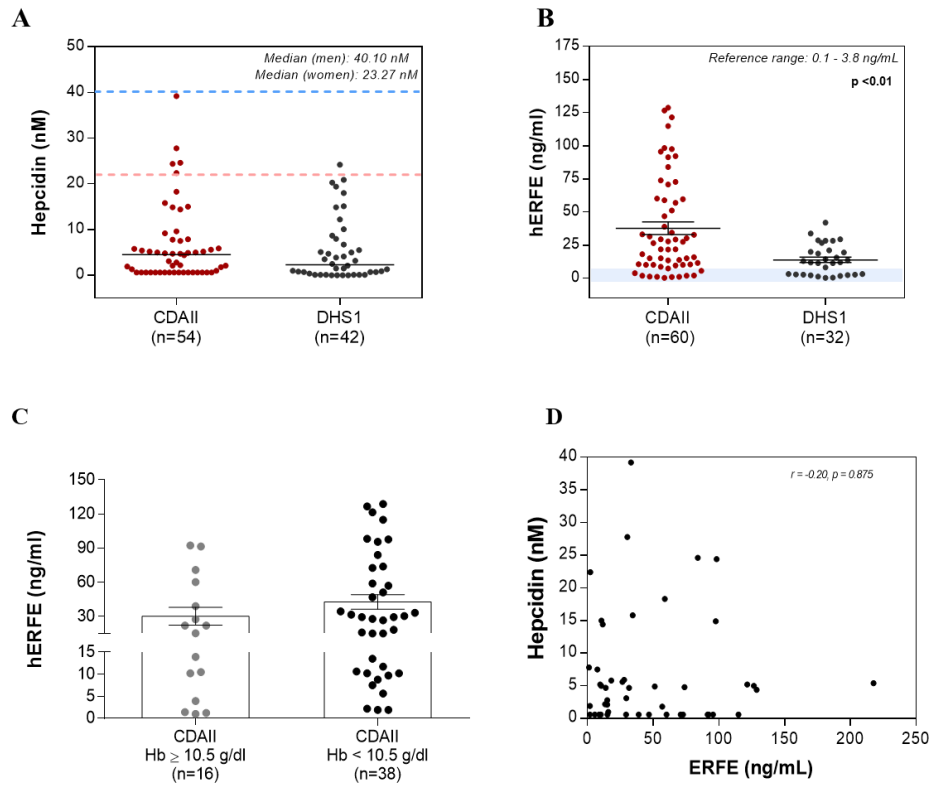 A
Hepcidin (nM)
50
40
30
20
10
0
Median (men): 40.10 nM
Median (women): 23.27 nM
CDAII
(n=54)
DHS1
(n=42)
B
hERFE (ng/ml)
175
150
125
100
75
50
25
0
Reference range: 0.1 - 3.8 ng/mL
p <0.01
CDAII
(n=60)
DHS1
(n=32)
C
hERFE (ng/ml)
150
120
90
60
30
15
10
5
0
CDAII
Hb ≥ 10.5 g/dl
(n=16)
CDAII
Hb < 10.5 g/dl
(n=38)
D
Hepcidin (nM)
40
35
30
25
20
15
10
5
0
r = -0.20, p = 0.875
0 50 100 150 200 250
ERFE (ng/mL)